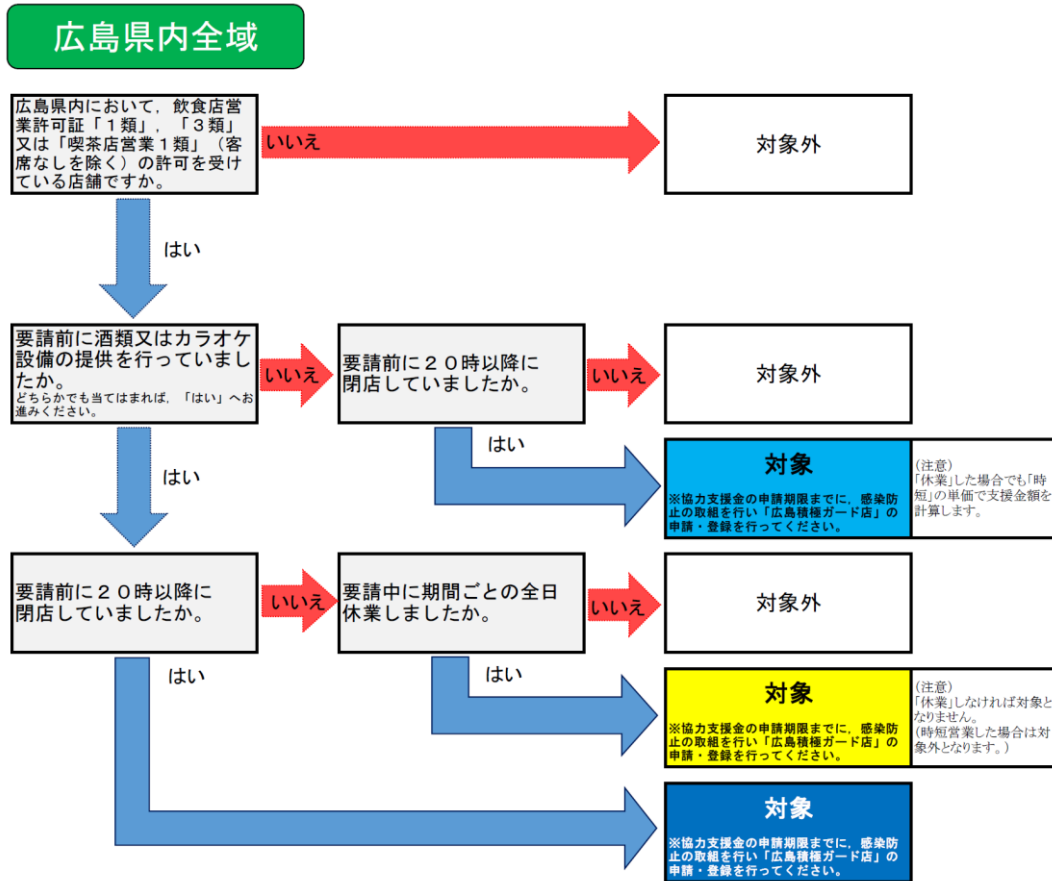 広島県内全域
広島県内において，飲食店営
業許可証「１類」，「３類」
又は「喫茶店営業１類」（客
席なしを除く）の許可を受け
ている店舗ですか。
いいえ
対象外
はい
要請前に酒類又はカラオケ
設備の提供を行っていまし
たか。
どちらかでも当てはまれば，「はい」へお
進みください。
いいえ
要請前に２０時以降に
閉店していましたか。
いいえ
対象外
はい
対象
※協力支援金の申請期限までに，感染防
止の取組を行い「広島積極ガード店」の
申請・登録を行ってください。
（注意）
「休業」した場合でも「時
短」の単価で支援金額を
計算します。
はい
要請前に２０時以降に
閉店していましたか。
いいえ
要請中に期間ごとの全日
休業しましたか。
いいえ
対象外
はい
対象
※協力支援金の申請期限までに，感染防
止の取組を行い「広島積極ガード店」の
申請・登録を行ってください。
（注意）
「休業」しなければ対象と
なりません。
（時短営業した場合は対
象外となります。）
はい
対象
※協力支援金の申請期限までに，感染防
止の取組を行い「広島積極ガード店」の
申請・登録を行ってください。